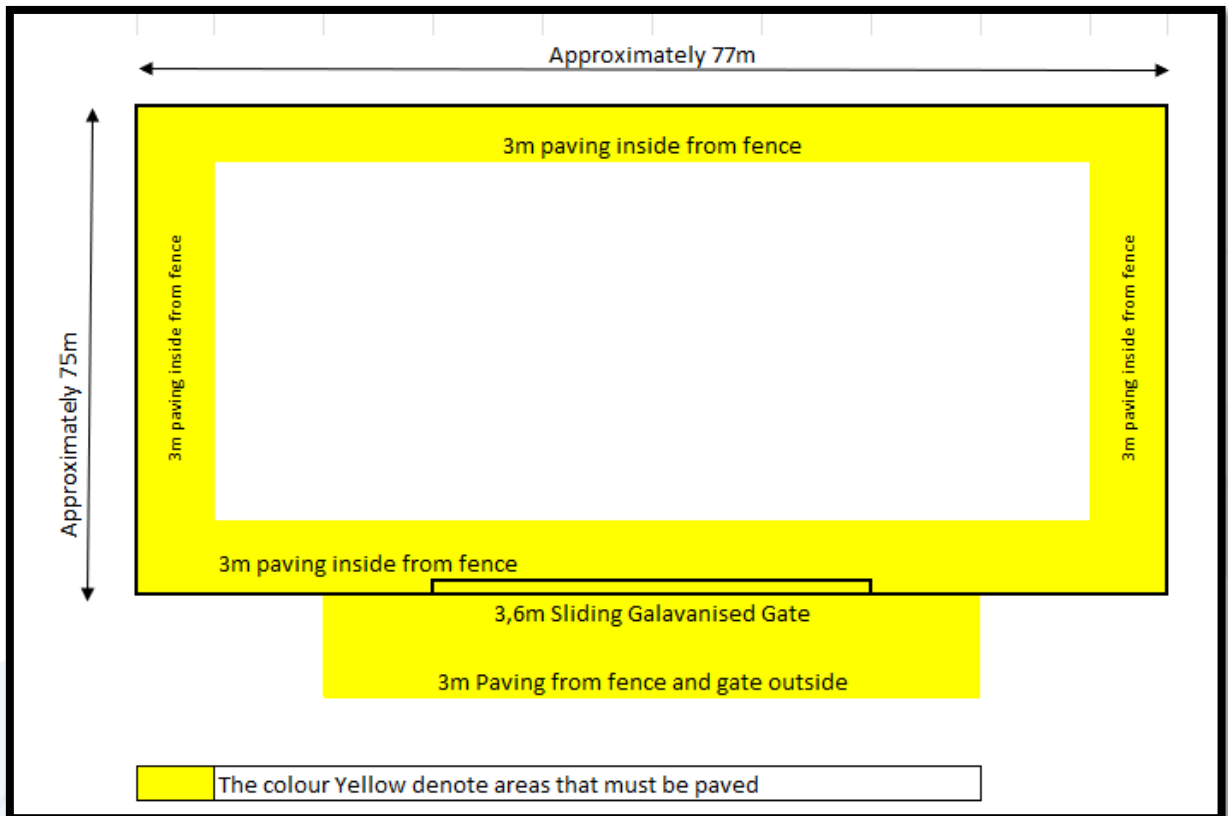 Approximately 77m
3m paving inside from fence
Approximately 75m
3m paving inside from fence
3m paving inside from fence
3m paving inside from fence
3,6m Sliding Galavanised Gate
3m Paving from fence and gate outside
The colour Yellow denote areas that must be paved